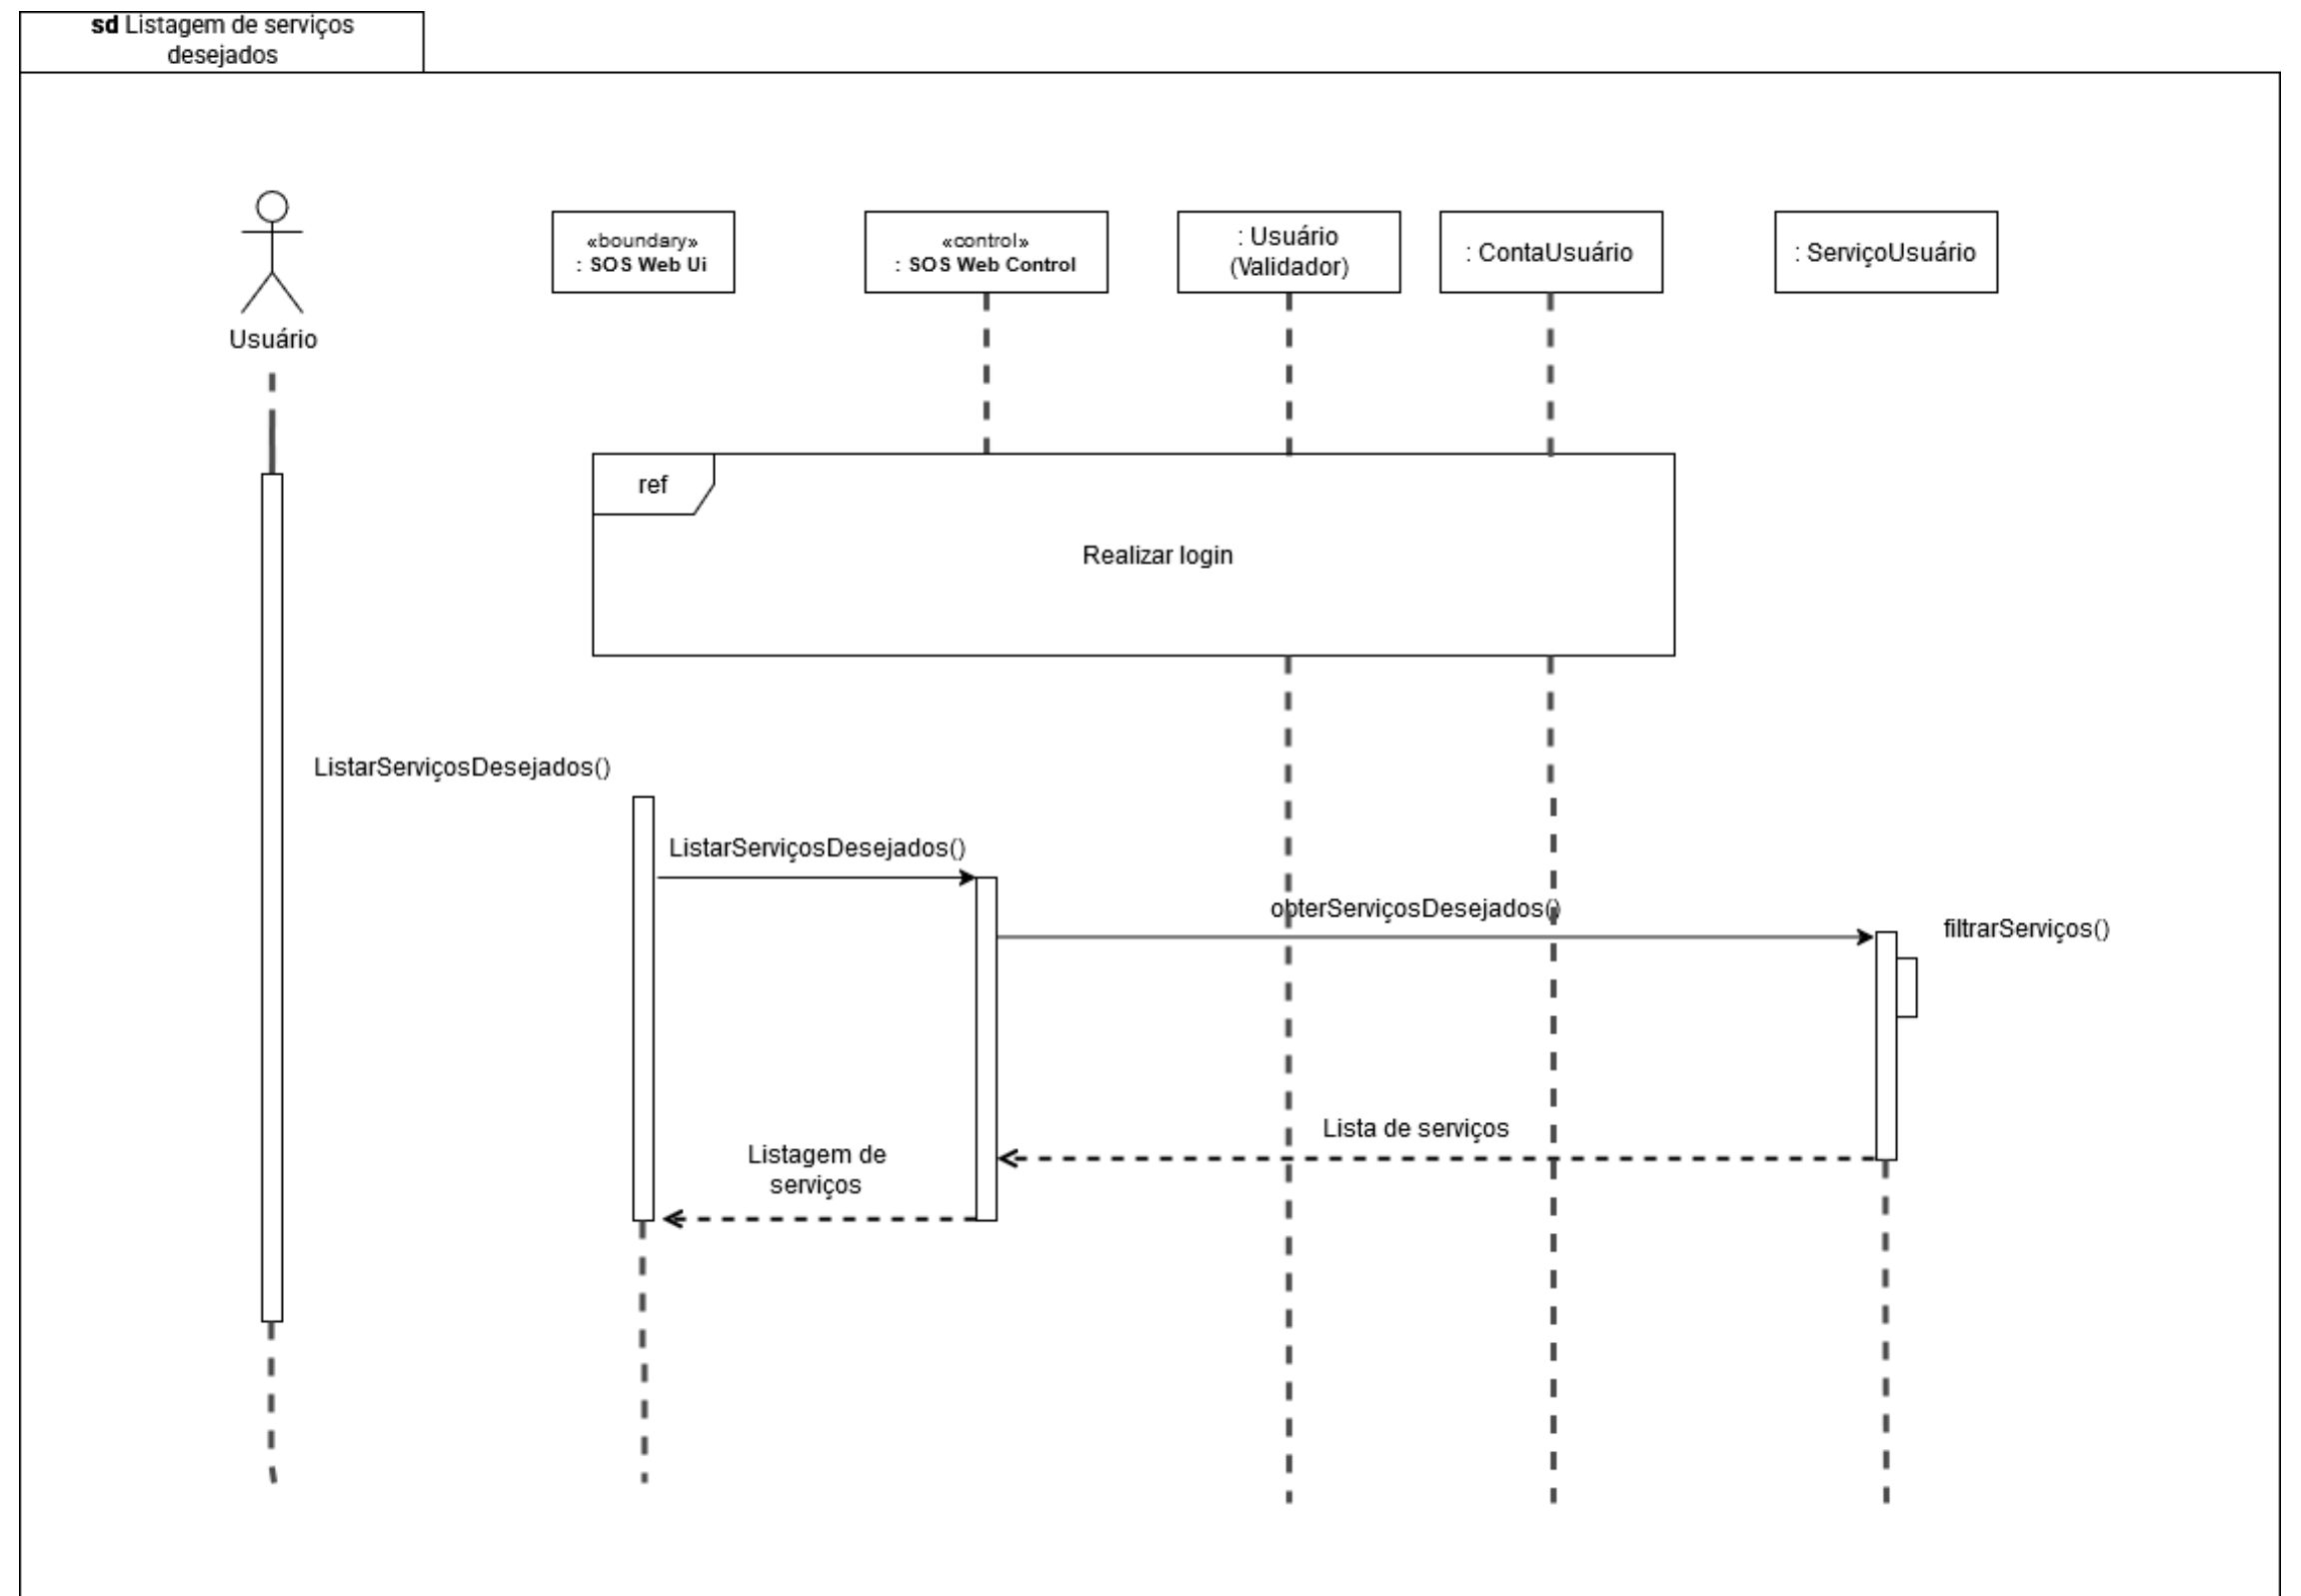 sd Listagem de serviços
desejados
Usuário
«boundary»
: SOS Web Ui
«control»
: SOS Web Control
: Usuário
(Validador)
: ContaUsuário
: ServiçoUsuário
ref
Realizar login
ListarServiçosDesejados()
ListarServiçosDesejados()
obterServiçosDesejados()
filtrarServiços()
Lista de serviços
Listagem de
serviços